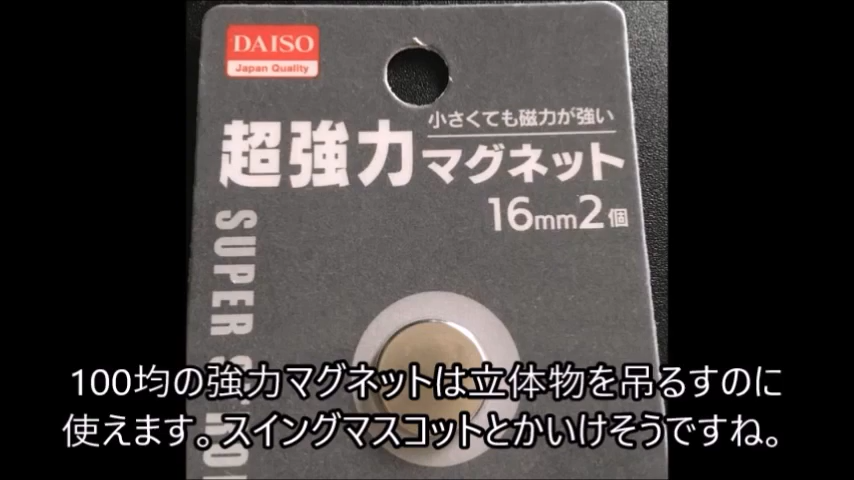 DAISO
Japan Quality
小さくても磁力が強い
超強力マグネット
16mm2個
SUPER
100均の強力マグネットは立体物を吊るすのに
使えます。スイングマスコットとかいけそうですね。